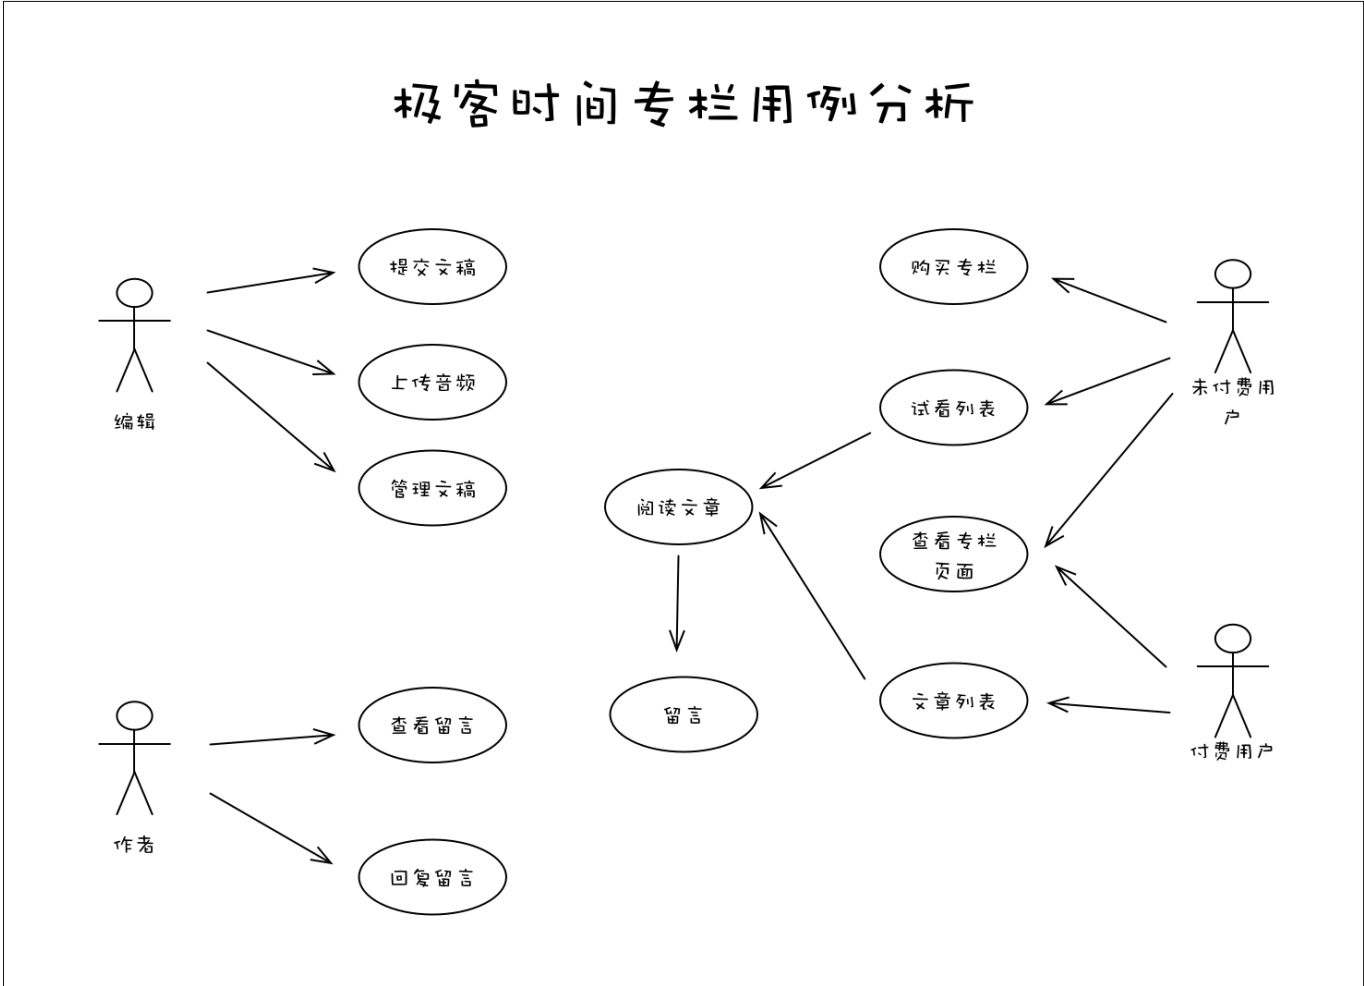 极客时间专栏用例分析
提交文稿
购买专栏
上传音频
未付费用
户
试看列表
编辑
管理文稿
阅读文章
查看专栏
页面
文章列表
查看留言
留言
付费用户
作者
回复留言